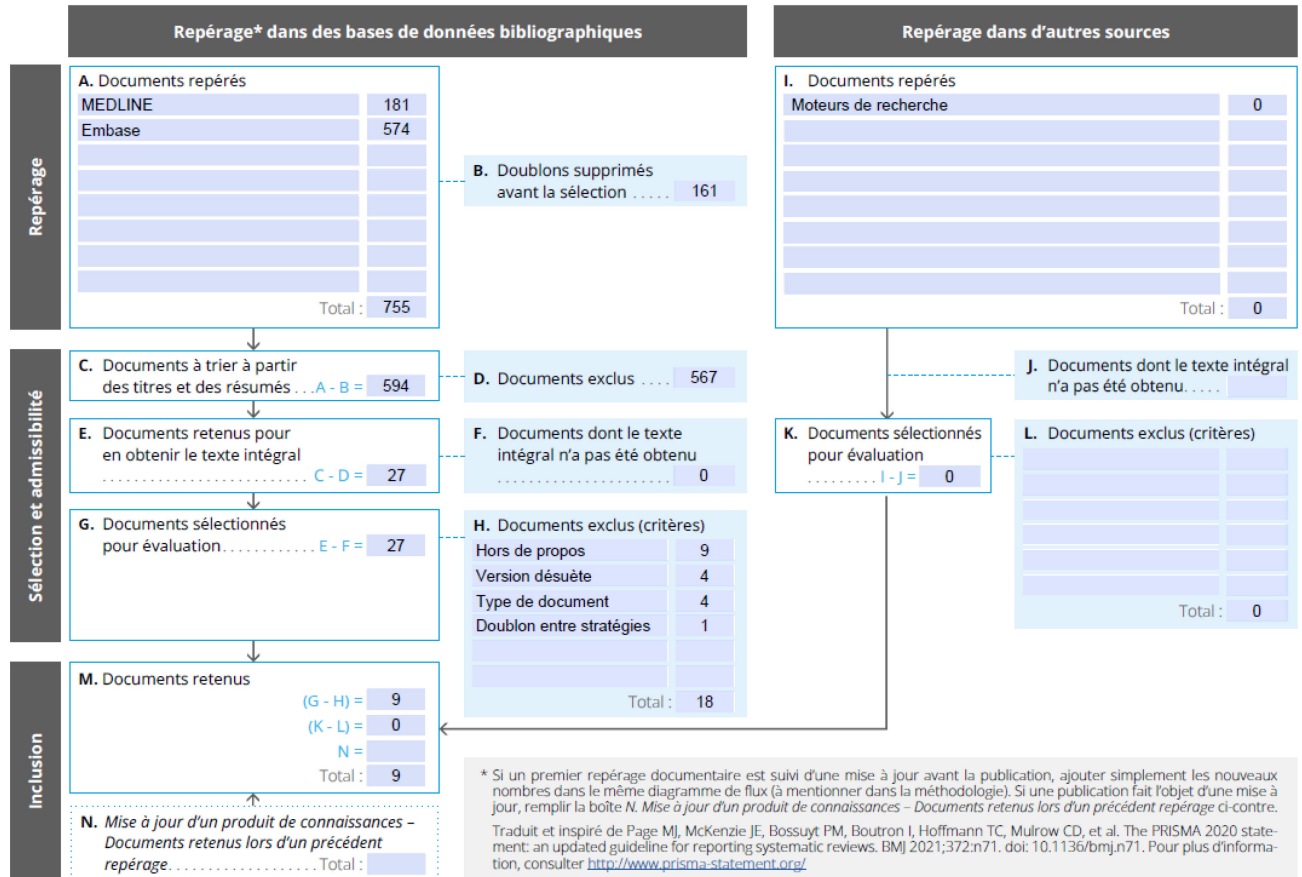 Repérage* dans des bases de données bibliographiques
Repérage dans d'autres sources
Repérage
A. Documents repérés
MEDLINE 181
Embase 574
Total : 755
B. Doublons supprimés
avant la sélection ..... 161
I. Documents repérés
Moteurs de recherche 0
Total : 0
Sélection et admissibilité
C. Documents à trier à partir
des titres et des résumés ...A - B = 594
D. Documents exclus .... 567
J. Documents dont le texte intégral
n'a pas été obtenu.....
E. Documents retenus pour
en obtenir le texte intégral
.......................... C - D = 27
F. Documents dont le texte
intégral n'a pas été obtenu
...................... 0
K. Documents sélectionnés
pour évaluation
......... I - J = 0
L. Documents exclus (critères)
Total : 0
G. Documents sélectionnés
pour évaluation............ E - F = 27
H. Documents exclus (critères)
Hors de propos 9
Version désuète 4
Type de document 4
Doublon entre stratégies 1
Total : 18
Inclusion
M. Documents retenus
(G - H) = 9
(K - L) = 0
N =
Total : 9
N. Mise à jour d'un produit de connaissances –
Documents retenus lors d'un précédent
repérage...................Total :
* Si un premier repérage documentaire est suivi d'une mise à jour avant la publication, ajouter simplement les nouveaux
nombres dans le même diagramme de flux (à mentionner dans la méthodologie). Si une publication fait l'objet d'une mise à
jour, remplir la boîte N. Mise à jour d'un produit de connaissances – Documents retenus lors d'un précédent repérage ci-contre.
Traduit et inspiré de Page MJ, McKenzie JE, Bossuyt PM, Boutron I, Hoffmann TC, Mulrow CD, et al. The PRISMA 2020 state-
ment: an updated guideline for reporting systematic reviews. BMJ 2021;372:n71. doi: 10.1136/bmj.n71. Pour plus d'informa-
tion, consulter http://www.prisma-statement.org/